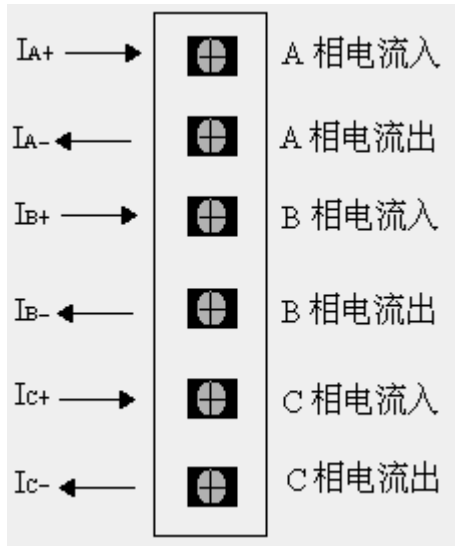 IA+ A 相电流入
IA- A 相电流出
IB+ B 相电流入
IB- B 相电流出
IC+ C 相电流入
IC- C 相电流出